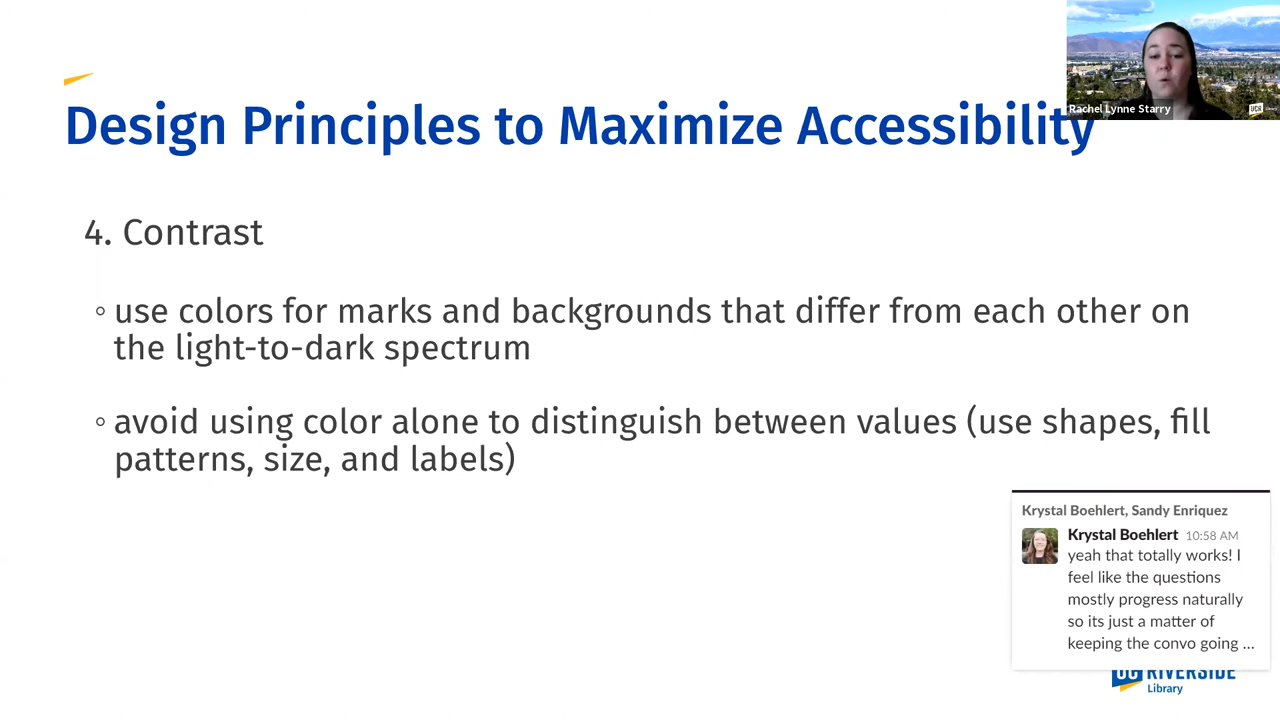 Rachel Lynne Starry
UCR
Design Principles to Maximize Accessibility
4. Contrast
◦ use colors for marks and backgrounds that differ from each other on
the light-to-dark spectrum
◦ avoid using color alone to distinguish between values (use shapes, fill
patterns, size, and labels)
Krystal Boehlert, Sandy Enriquez
Krystal Boehlert 10:58 AM
yeah that totally works! I
feel like the questions
mostly progress naturally
so its just a matter of
keeping the convo going ...
UC RIVERSIDE
Library